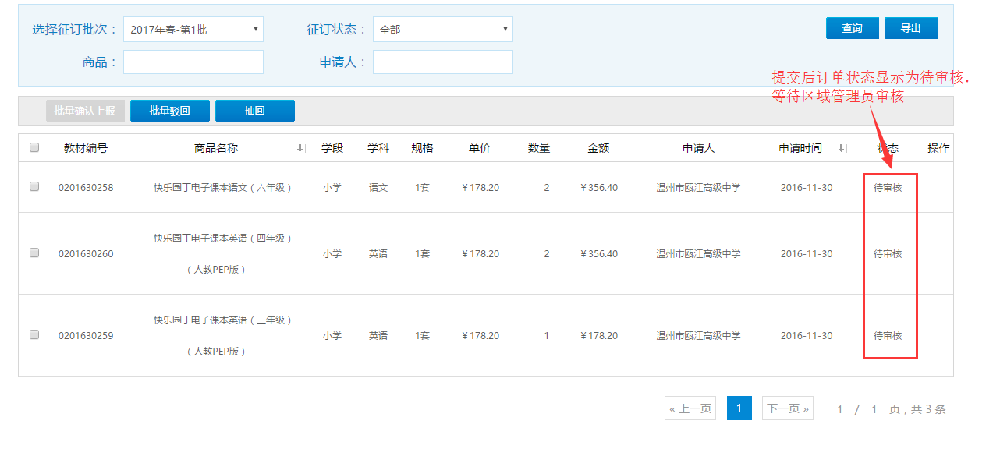 选择征订批次： 2017年春-第1批 征订状态： 全部 查询 导出
商品： 申请人：
提交后订单状态显示为待审核，
等待区域管理员审核
批量确认上报 批量驳回 抽回
教材编号 商品名称 学段 学科 规格 单价 数量 金额 申请人 申请时间 状态 操作
0201630258 快乐园丁电子课本语文（六年级） 小学 语文 1套 ￥178.20 2 ￥356.40 温州市瓯江高级中学 2016-11-30 待审核
快乐园丁电子课本英语（四年级）
0201630260 小学 英语 1套 ￥178.20 2 ￥356.40 温州市瓯江高级中学 2016-11-30 待审核
（人教PEP版）
快乐园丁电子课本英语（三年级）
0201630259 小学 英语 1套 ￥178.20 1 ￥178.20 温州市瓯江高级中学 2016-11-30 待审核
（人教PEP版）
« 上一页 1 下一页 » 1 / 1 页，共 3 条